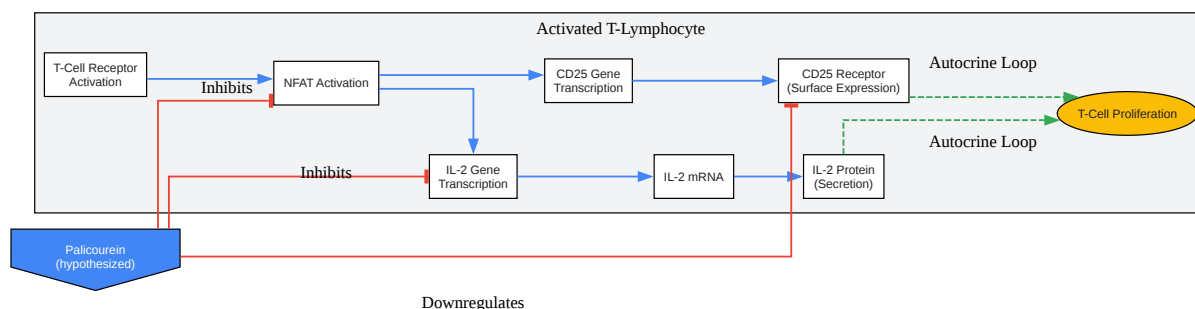 Activated T-Lymphocyte
T-Cell Receptor
Activation
Inhibits
NFAT Activation
CD25 Gene
Transcription
CD25 Receptor
(Surface Expression)
Autocrine Loop
T-Cell Proliferation
Autocrine Loop
Inhibits
IL-2 Gene
Transcription
IL-2 mRNA
IL-2 Protein
(Secretion)
Palicourein
(hypothesized)
Downregulates